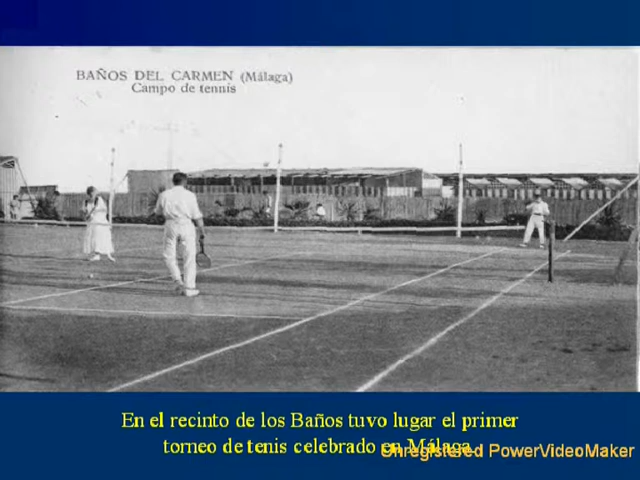 BAÑOS DEL CARMEN (Málaga)
Campo de tennis
En el recinto de los Baños tuvo lugar el primer
torneo de tenis celebrado en Málaga.
Unregistered PowerVideoMaker